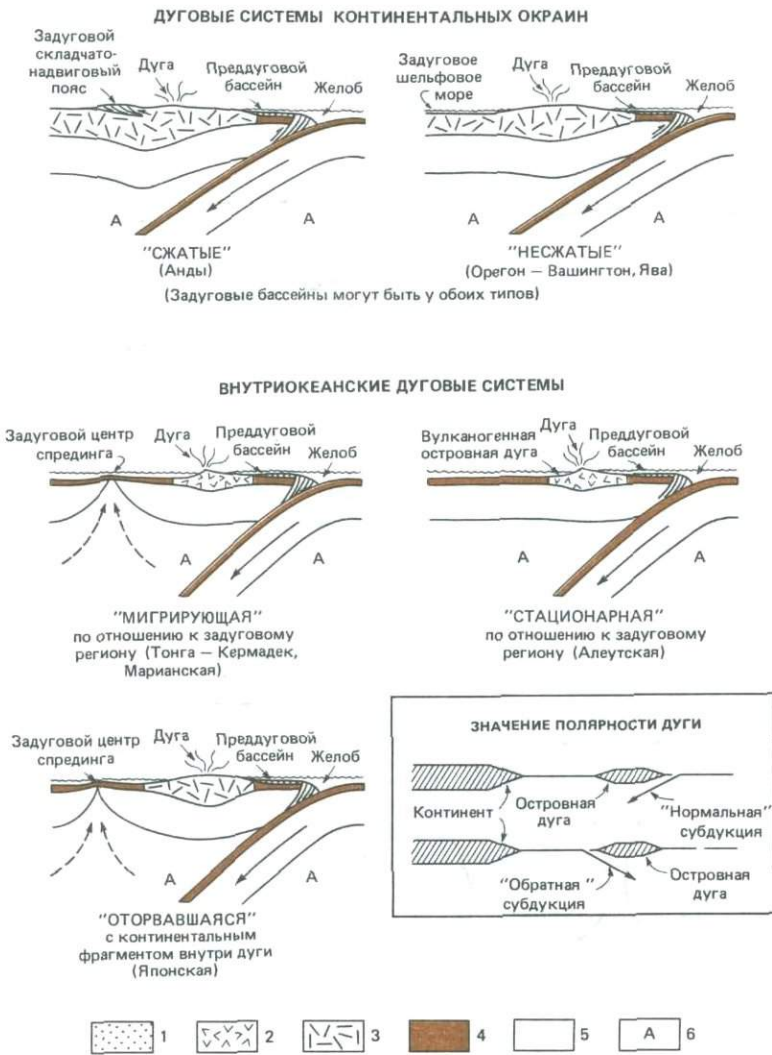 ДУГОВЫЕ СИСТЕМЫ КОНТИНЕНТАЛЬНЫХ ОКРАИН
Задуговой
складчато-
надвиговый
пояс
Дуга
Преддуговой
бассейн
Желоб
А
А
"СЖАТЫЕ"
(Анды)
Задуговое
шельфовое
море
Дуга
Преддуговой
бассейн
Желоб
А
А
"НЕСЖАТЫЕ"
(Орегон — Вашингтон, Ява)
(Задуговые бассейны могут быть у обоих типов)
ВНУТРИОКЕАНСКИЕ ДУГОВЫЕ СИСТЕМЫ
Задуговой центр
спрединга
Дуга
Преддуговой
бассейн
Желоб
А
А
"МИГРИРУЮЩАЯ"
по отношению к задуговому
региону (Тонга — Кермадек,
Марианская)
Вулканогенная
островная дуга
Дуга
Преддуговой
бассейн
Желоб
А
А
"СТАЦИОНАРНАЯ"
по отношению к задуговому
региону (Алеутская)
Задуговой центр
спрединга
Дуга
Преддуговой
бассейн
Желоб
А
А
"ОТОРВАВШАЯСЯ"
с континентальным
фрагментом внутри дуги
(Японская)
ЗНАЧЕНИЕ ПОЛЯРНОСТИ ДУГИ
Континент
Островная
дуга
"Нормальная"
субдукция
"Обратная"
субдукция
Островная
дуга
1
2
3
4
5
А 6